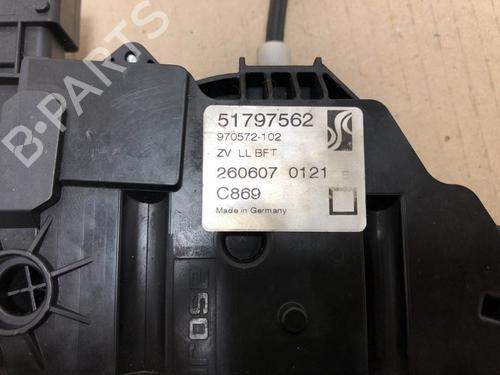 51797562
970572-102
ZV LL BFT
260607 0121
C869
Made in Germany
B-PARTS